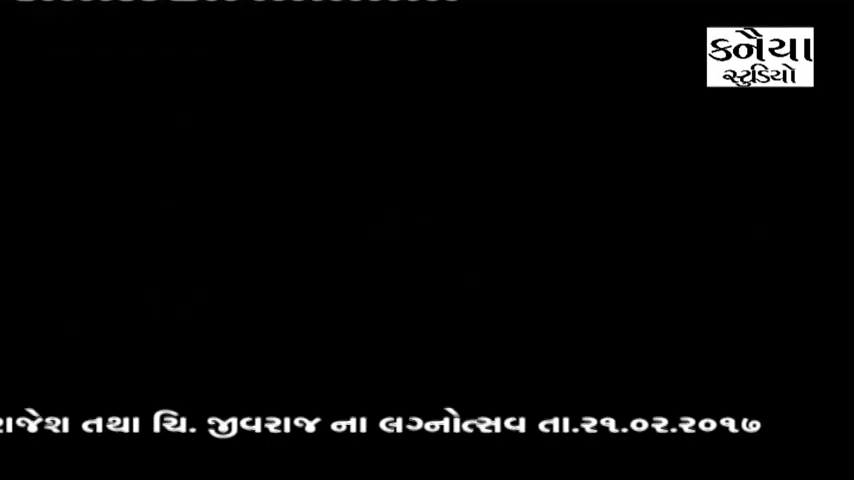 કનૈયા
સ્ટુડિયો
રાજેશ તથા ચિ. જીવરાજ ના લગ્નોત્સવ તા.૨૧.૦૨.૨૦૧૭